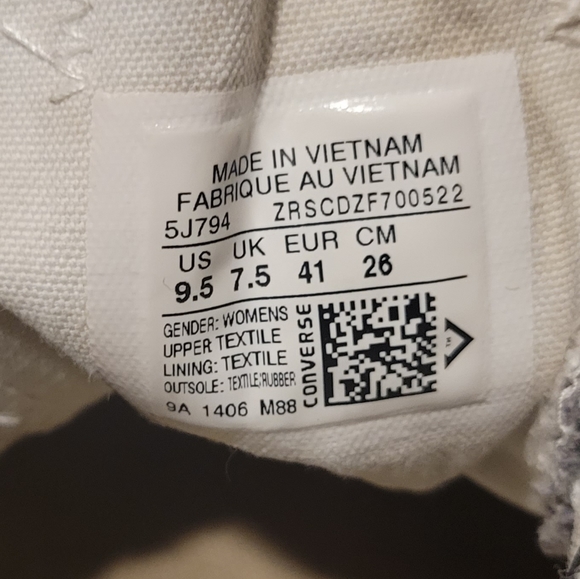 MADE IN VIETNAM
FABRIQUE AU VIETNAM
5J794 ZRSCDZF700522
US UK EUR CM
9.5 7.5 41 26
GENDER: WOMENS
UPPER TEXTILE
LINING: TEXTILE
OUTSOLE: TEXTILE/RUBBER
9A 1406 M88
CONVERSE
TM